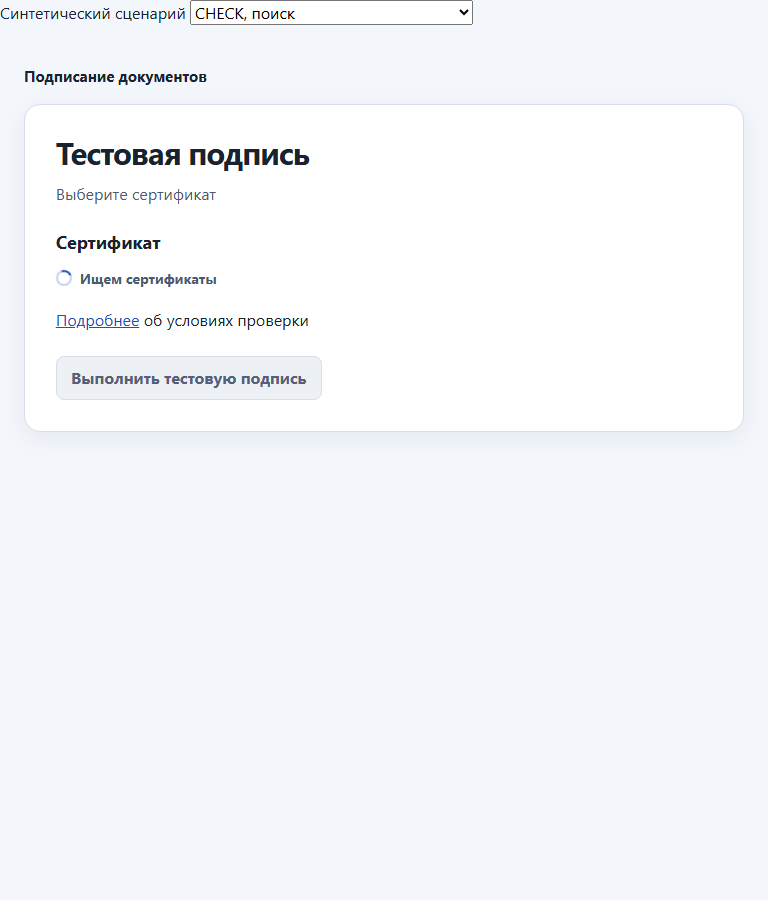 Синтетический сценарий CHECK, поиск
Подписание документов
Тестовая подпись
Выберите сертификат
Сертификат
Ищем сертификаты
Подробнее об условиях проверки
Выполнить тестовую подпись